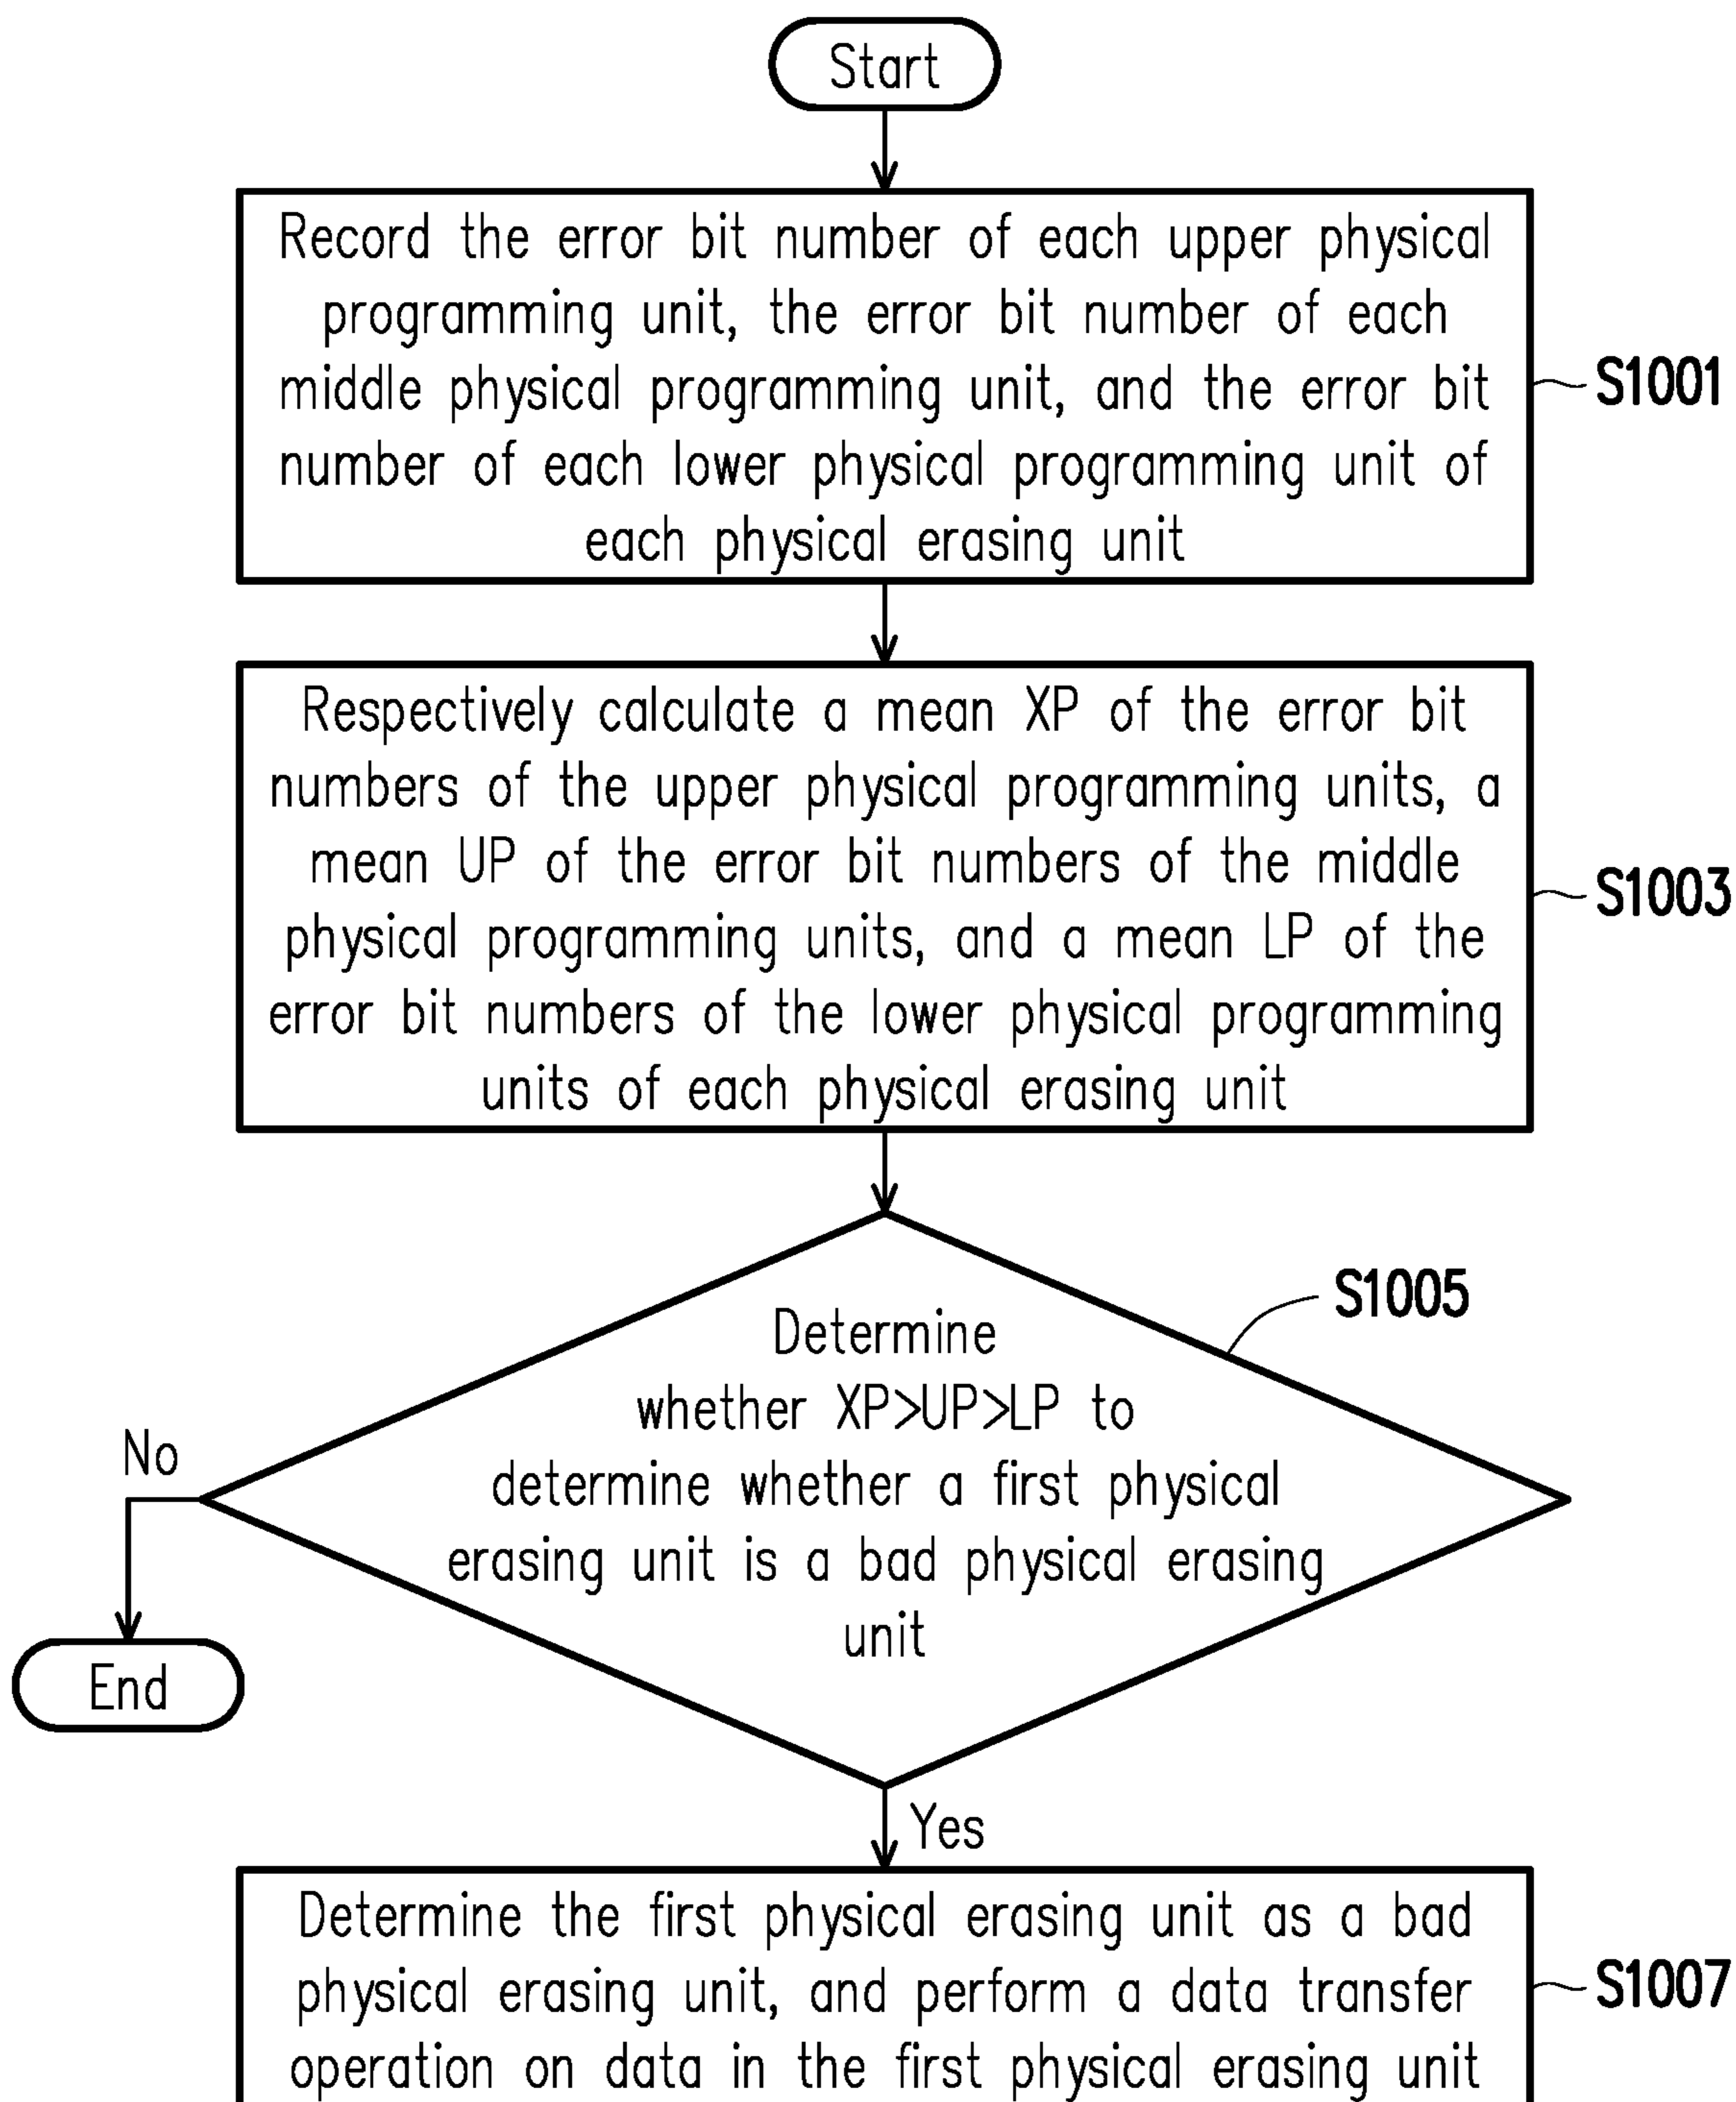 Start
Record the error bit number of each upper physical
programming unit, the error bit number of each
middle physical programming unit, and the error bit
number of each lower physical programming unit of
each physical erasing unit
S1001
Respectively calculate a mean XP of the error bit
numbers of the upper physical programming units, a
mean UP of the error bit numbers of the middle
physical programming units, and a mean LP of the
error bit numbers of the lower physical programming
units of each physical erasing unit
S1003
Determine
whether XP>UP>LP to
determine whether a first physical
erasing unit is a bad physical erasing
unit
S1005
No
End
Yes
Determine the first physical erasing unit as a bad
physical erasing unit, and perform a data transfer
operation on data in the first physical erasing unit
S1007